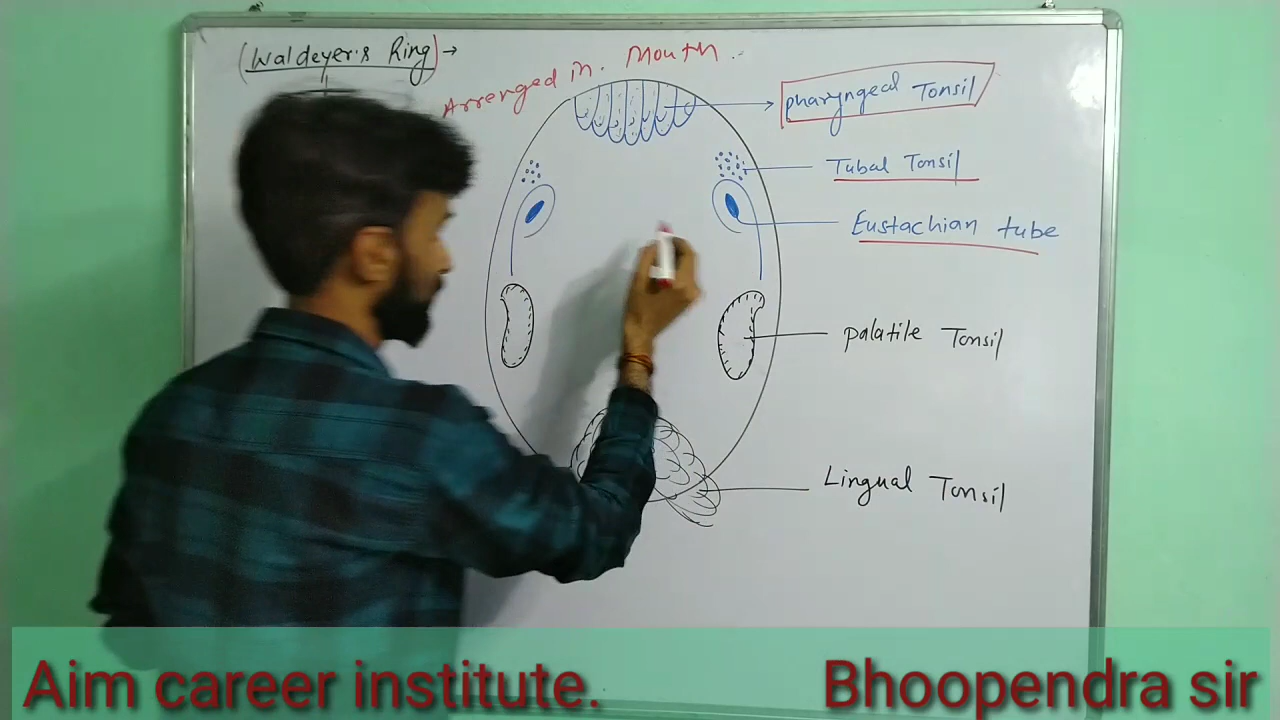 (Waldeyer's Ring) →
Arrenged in. Mouth.
pharyngeal Tonsil
Tubal Tonsil
Eustachian tube
palatile Tonsil
Lingual Tonsil
Aim career institute.
Bhoopendra sir